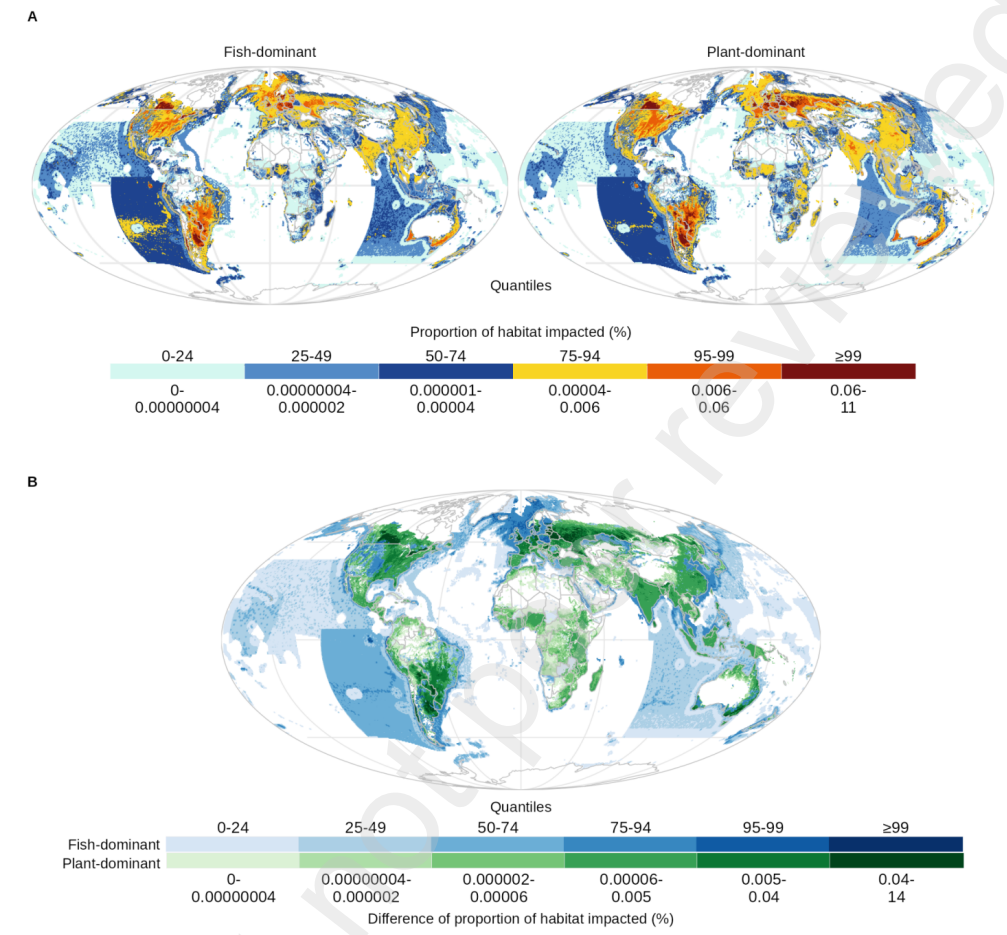 A
Fish-dominant
Plant-dominant
Quantiles
Proportion of habitat impacted (%)
0-24 25-49 50-74 75-94 95-99 ≥99
0- 0.00000004- 0.000001- 0.00004- 0.006- 0.06-
0.00000004 0.000002 0.00004 0.006 0.06 11
B
Quantiles
0-24 25-49 50-74 75-94 95-99 ≥99
Fish-dominant
Plant-dominant
0- 0.00000004- 0.000002- 0.00006- 0.005- 0.04-
0.00000004 0.000002 0.00006 0.005 0.04 14
Difference of proportion of habitat impacted (%)
not peer reviewed